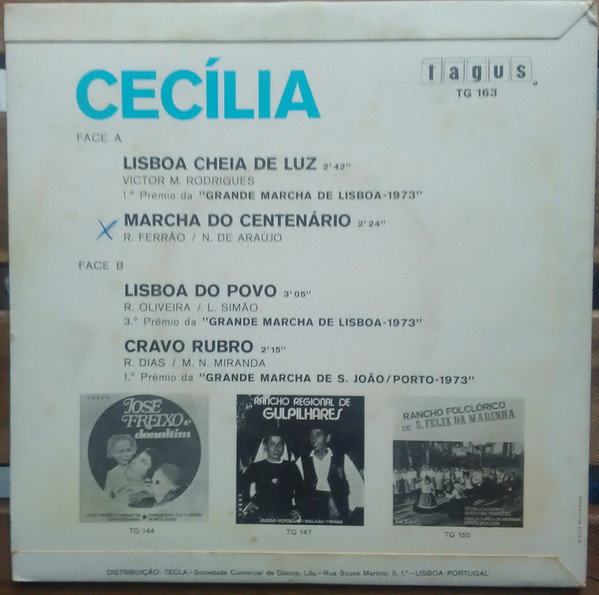 tagus
TG 163
CECÍLIA
FACE A
LISBOA CHEIA DE LUZ 2'42"
VICTOR M. RODRIGUES
1.º Prémio da "GRANDE MARCHA DE LISBOA-1973"
MARCHA DO CENTENÁRIO 2'24"
R. FERRÃO / N. DE ARAÚJO
FACE B
LISBOA DO POVO 3'05"
R. OLIVEIRA / L. SIMÃO
3.º Prémio da "GRANDE MARCHA DE LISBOA-1973"
CRAVO RUBRO 2'15"
R. DIAS / M. N. MIRANDA
1.º Prémio da "GRANDE MARCHA DE S. JOÃO/PORTO-1973"
JOSE
FREIXO e
donaltim
TG 144
RANCHO REGIONAL DE
GULPILHARES
TG 147
RANCHO FOLCLÓRICO
DE S. FELIX DA MARINHA
TG 150
DISTRIBUIÇÃO: TECLA-Sociedade Comercial de Discos, Lda.-Rua Sousa Martins, 5, 1.º-LISBOA-PORTUGAL